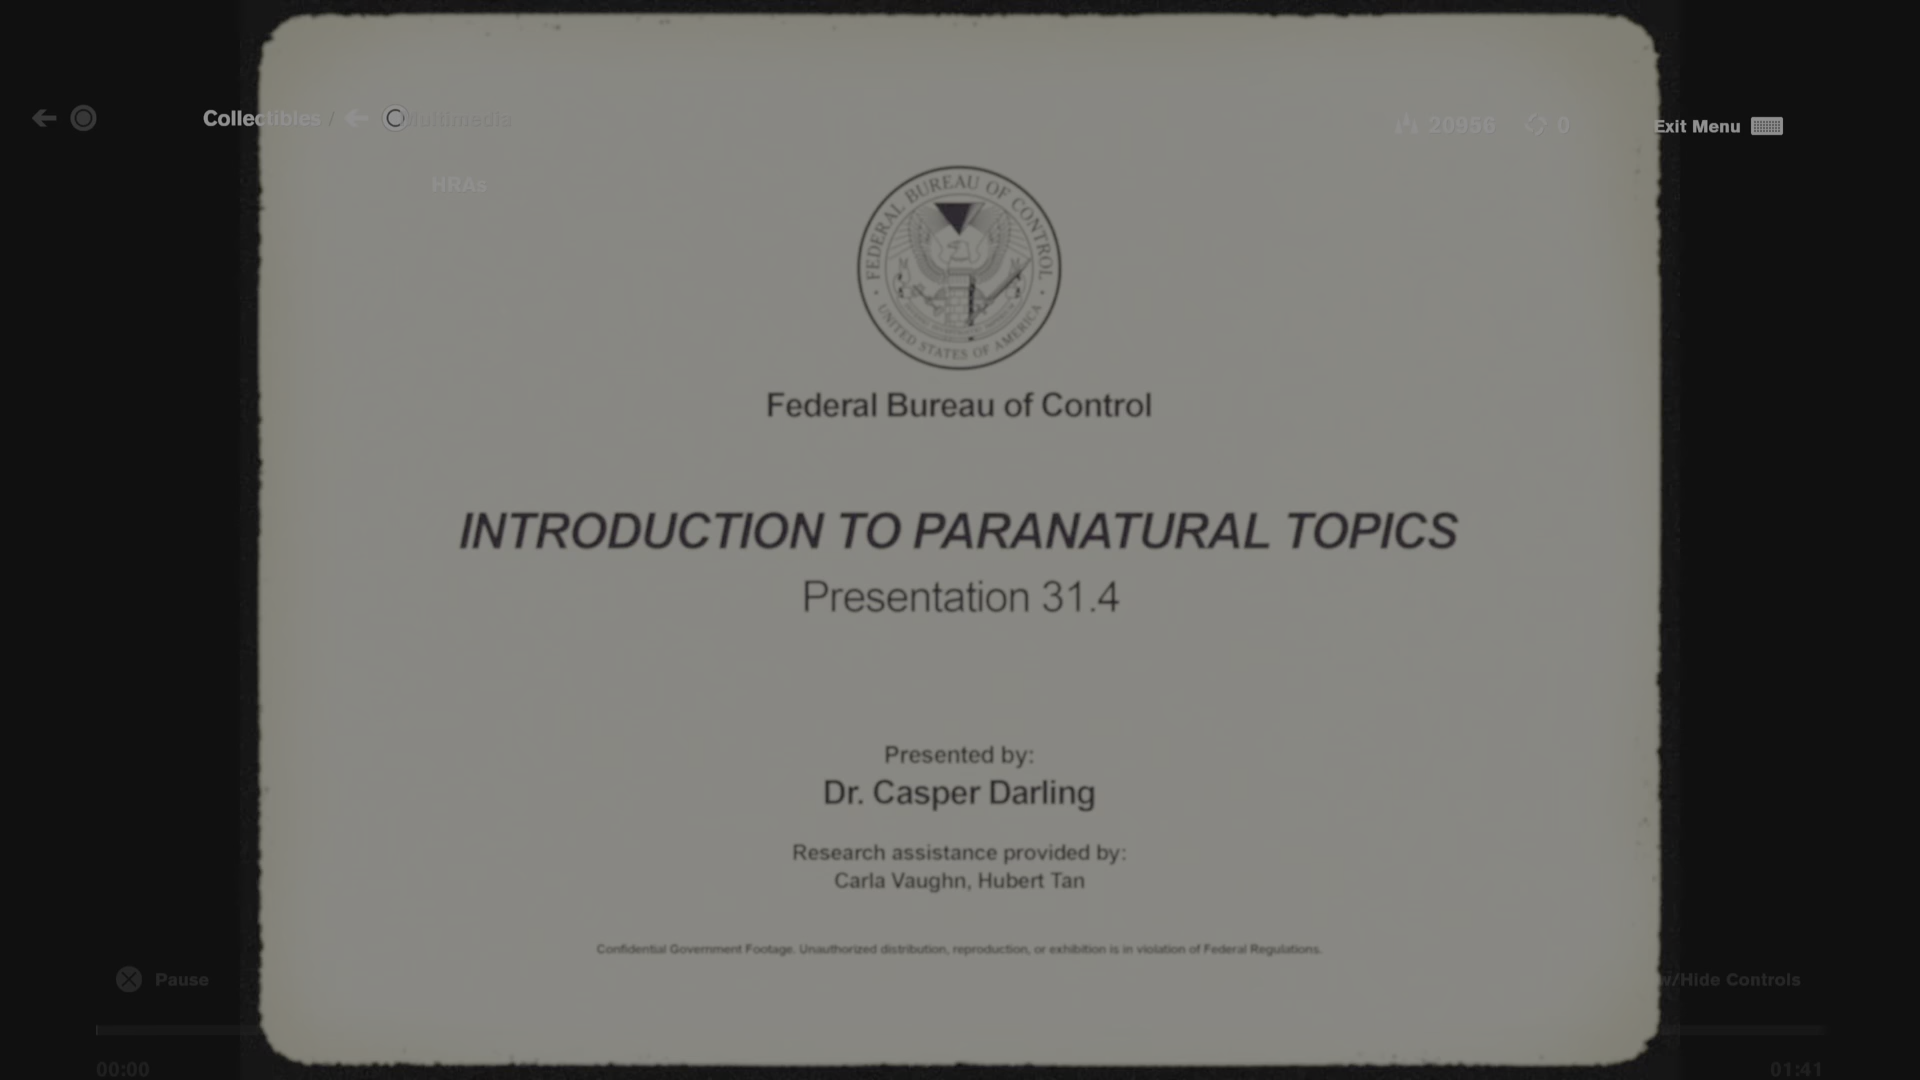 Collectibles / Multimedia
20956 0
Exit Menu
HRAs
FEDERAL BUREAU OF CONTROL
UNITED STATES OF AMERICA
Federal Bureau of Control
INTRODUCTION TO PARANATURAL TOPICS
Presentation 31.4
Presented by:
Dr. Casper Darling
Research assistance provided by:
Carla Vaughn, Hubert Tan
Confidential Government Footage. Unauthorized distribution, reproduction, or exhibition is in violation of Federal Regulations.
Pause
w/Hide Controls
00:00
01:41